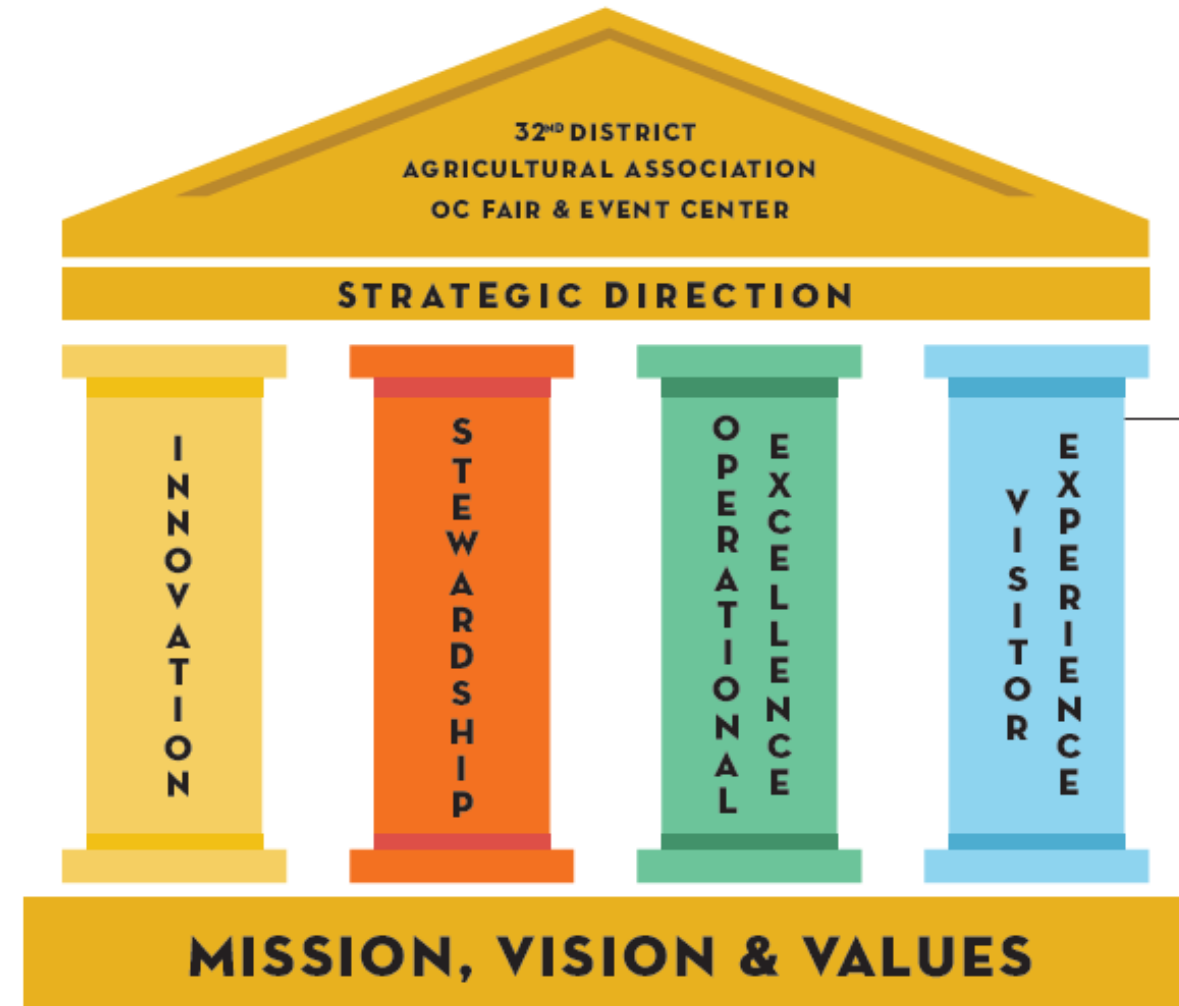 32ND DISTRICT
AGRICULTURAL ASSOCIATION
OC FAIR & EVENT CENTER
STRATEGIC DIRECTION
INNOVATION
STEWARDSHIP
OPERATIONAL
EXCELLENCE
VISITOR
EXPERIENCE
MISSION, VISION & VALUES